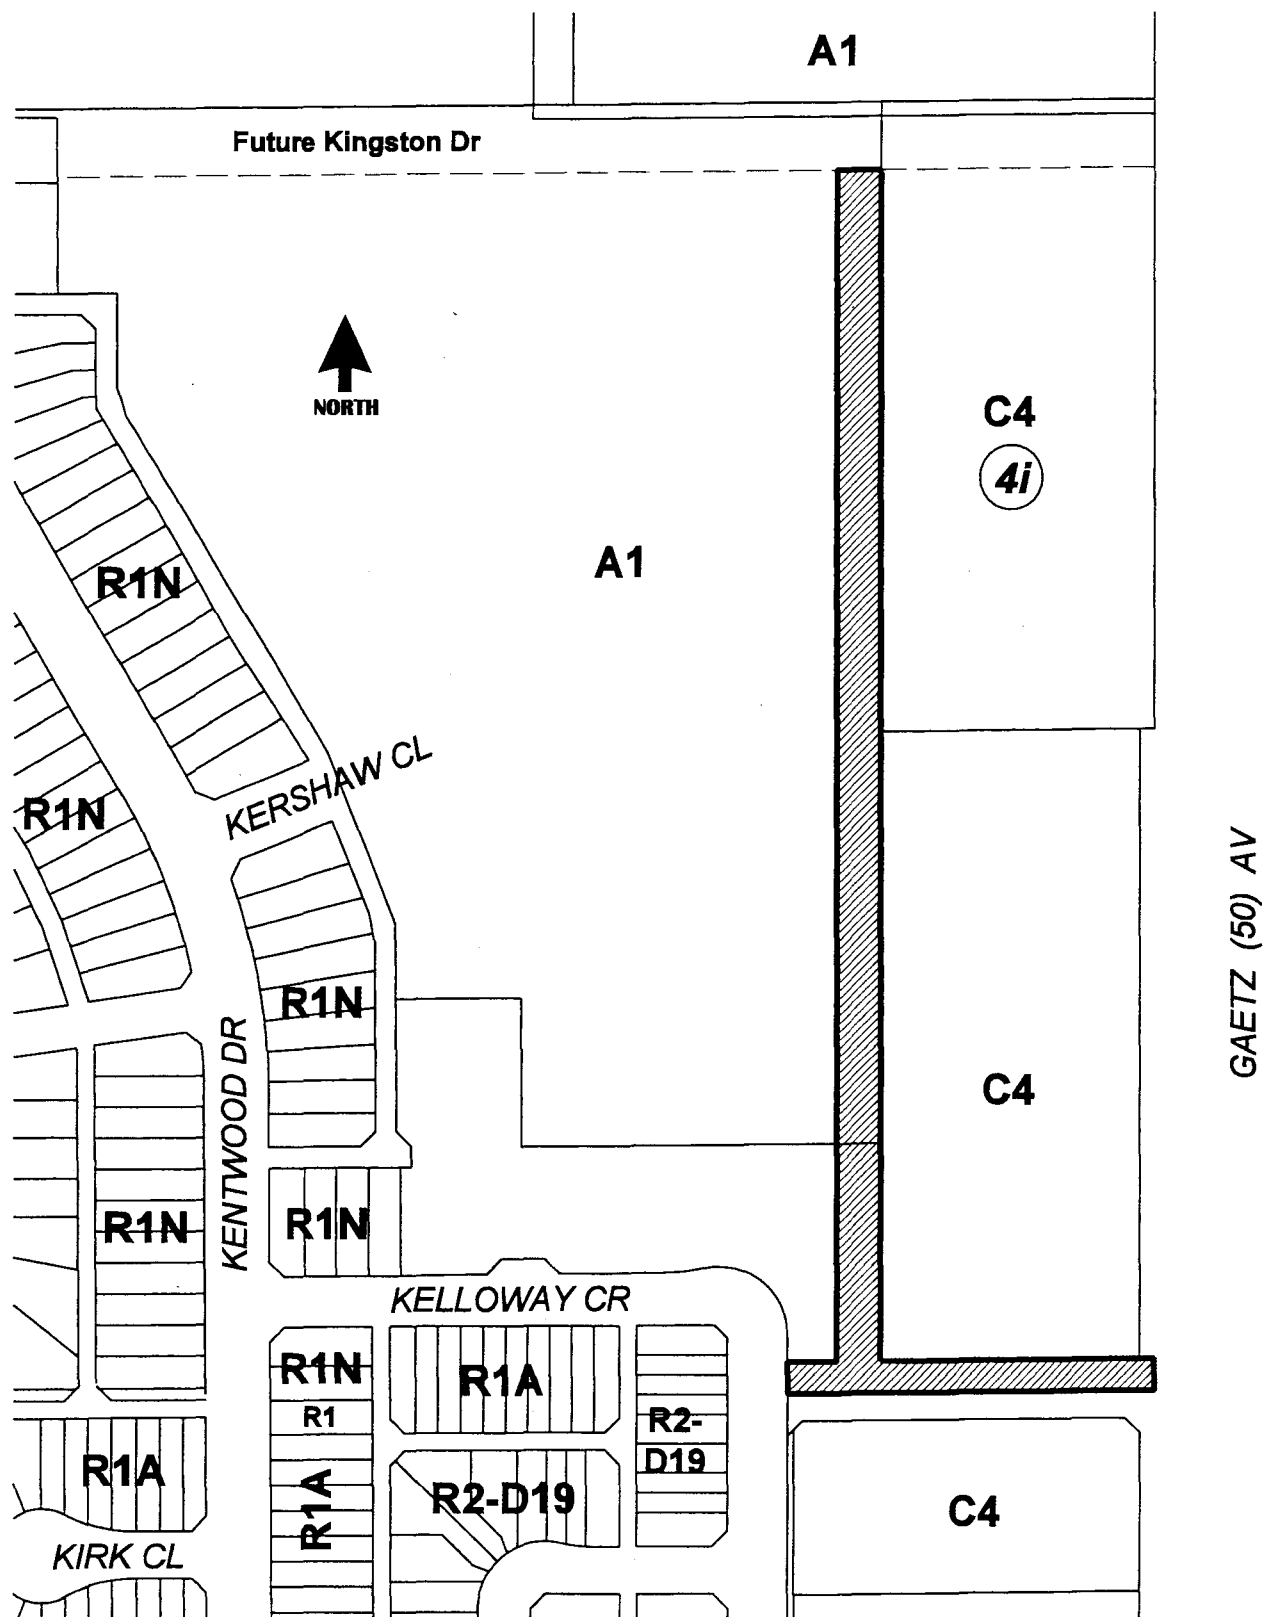 A1
Future Kingston Dr
NORTH
C4
4i
A1
R1N
KERSHAW CL
R1N
GAETZ (50) AV
R1N
KENTWOOD DR
C4
R1N
R1N
KELLOWAY CR
R1N
R1A
R1
R2-
D19
R1A
R1A
R2-D19
C4
KIRK CL